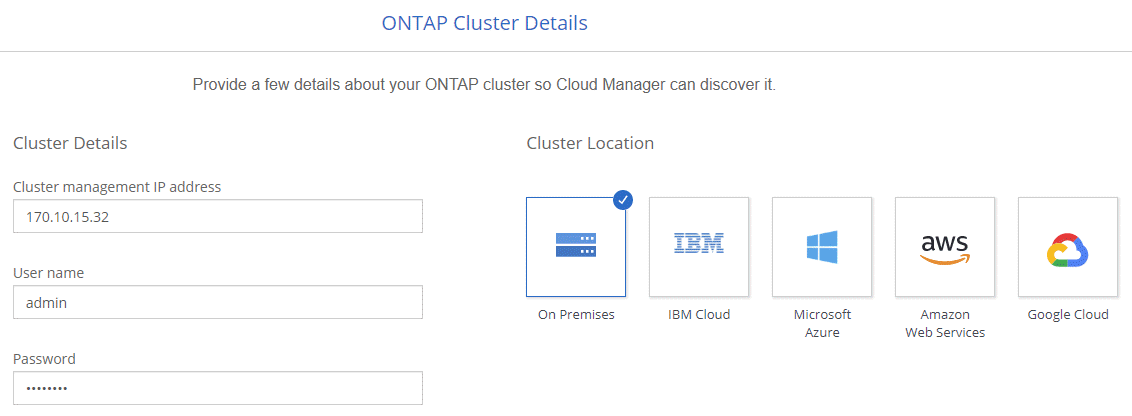 ONTAP Cluster Details
Provide a few details about your ONTAP cluster so Cloud Manager can discover it.
Cluster Details
Cluster management IP address
170.10.15.32
User name
admin
Password
••••••••
Cluster Location
IBM
aws
On Premises
IBM Cloud
Microsoft
Azure
Amazon
Web Services
Google Cloud